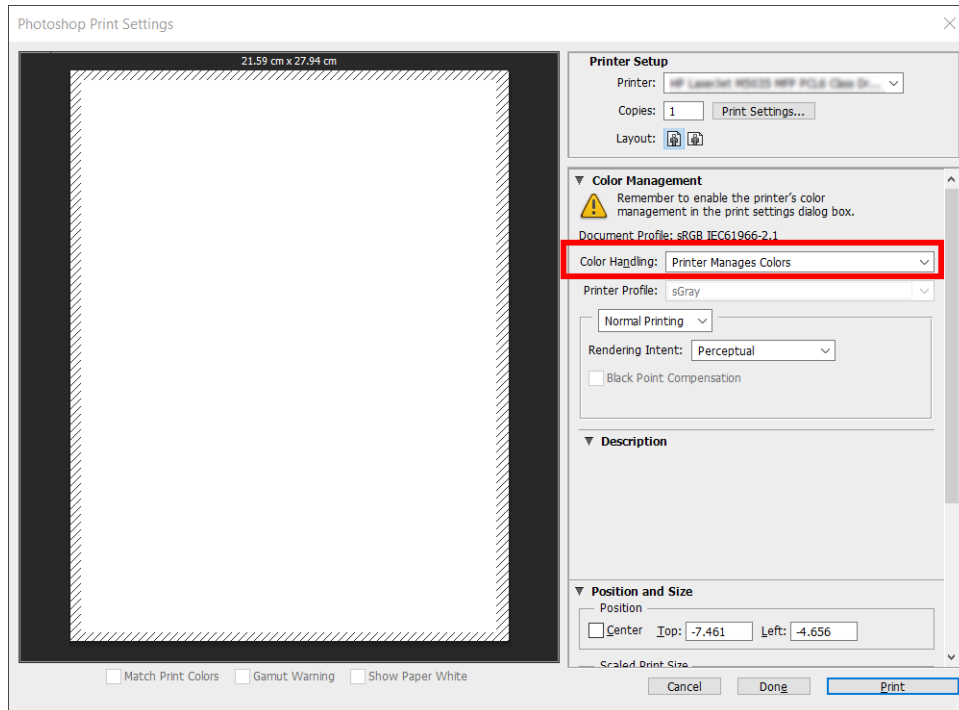 Photoshop Print Settings
21.59 cm x 27.94 cm
Printer Setup
Printer:
Copies: 1 Print Settings...
Layout:
Color Management
Remember to enable the printer's color
management in the print settings dialog box.
Document Profile: sRGB IEC61966-2.1
Color Handling: Printer Manages Colors
Printer Profile: sGray
Normal Printing
Rendering Intent: Perceptual
Black Point Compensation
Description
Position and Size
Position
Center Top: -7.461 Left: -4.656
Scaled Print Size
Match Print Colors Gamut Warning Show Paper White
Cancel Done Print